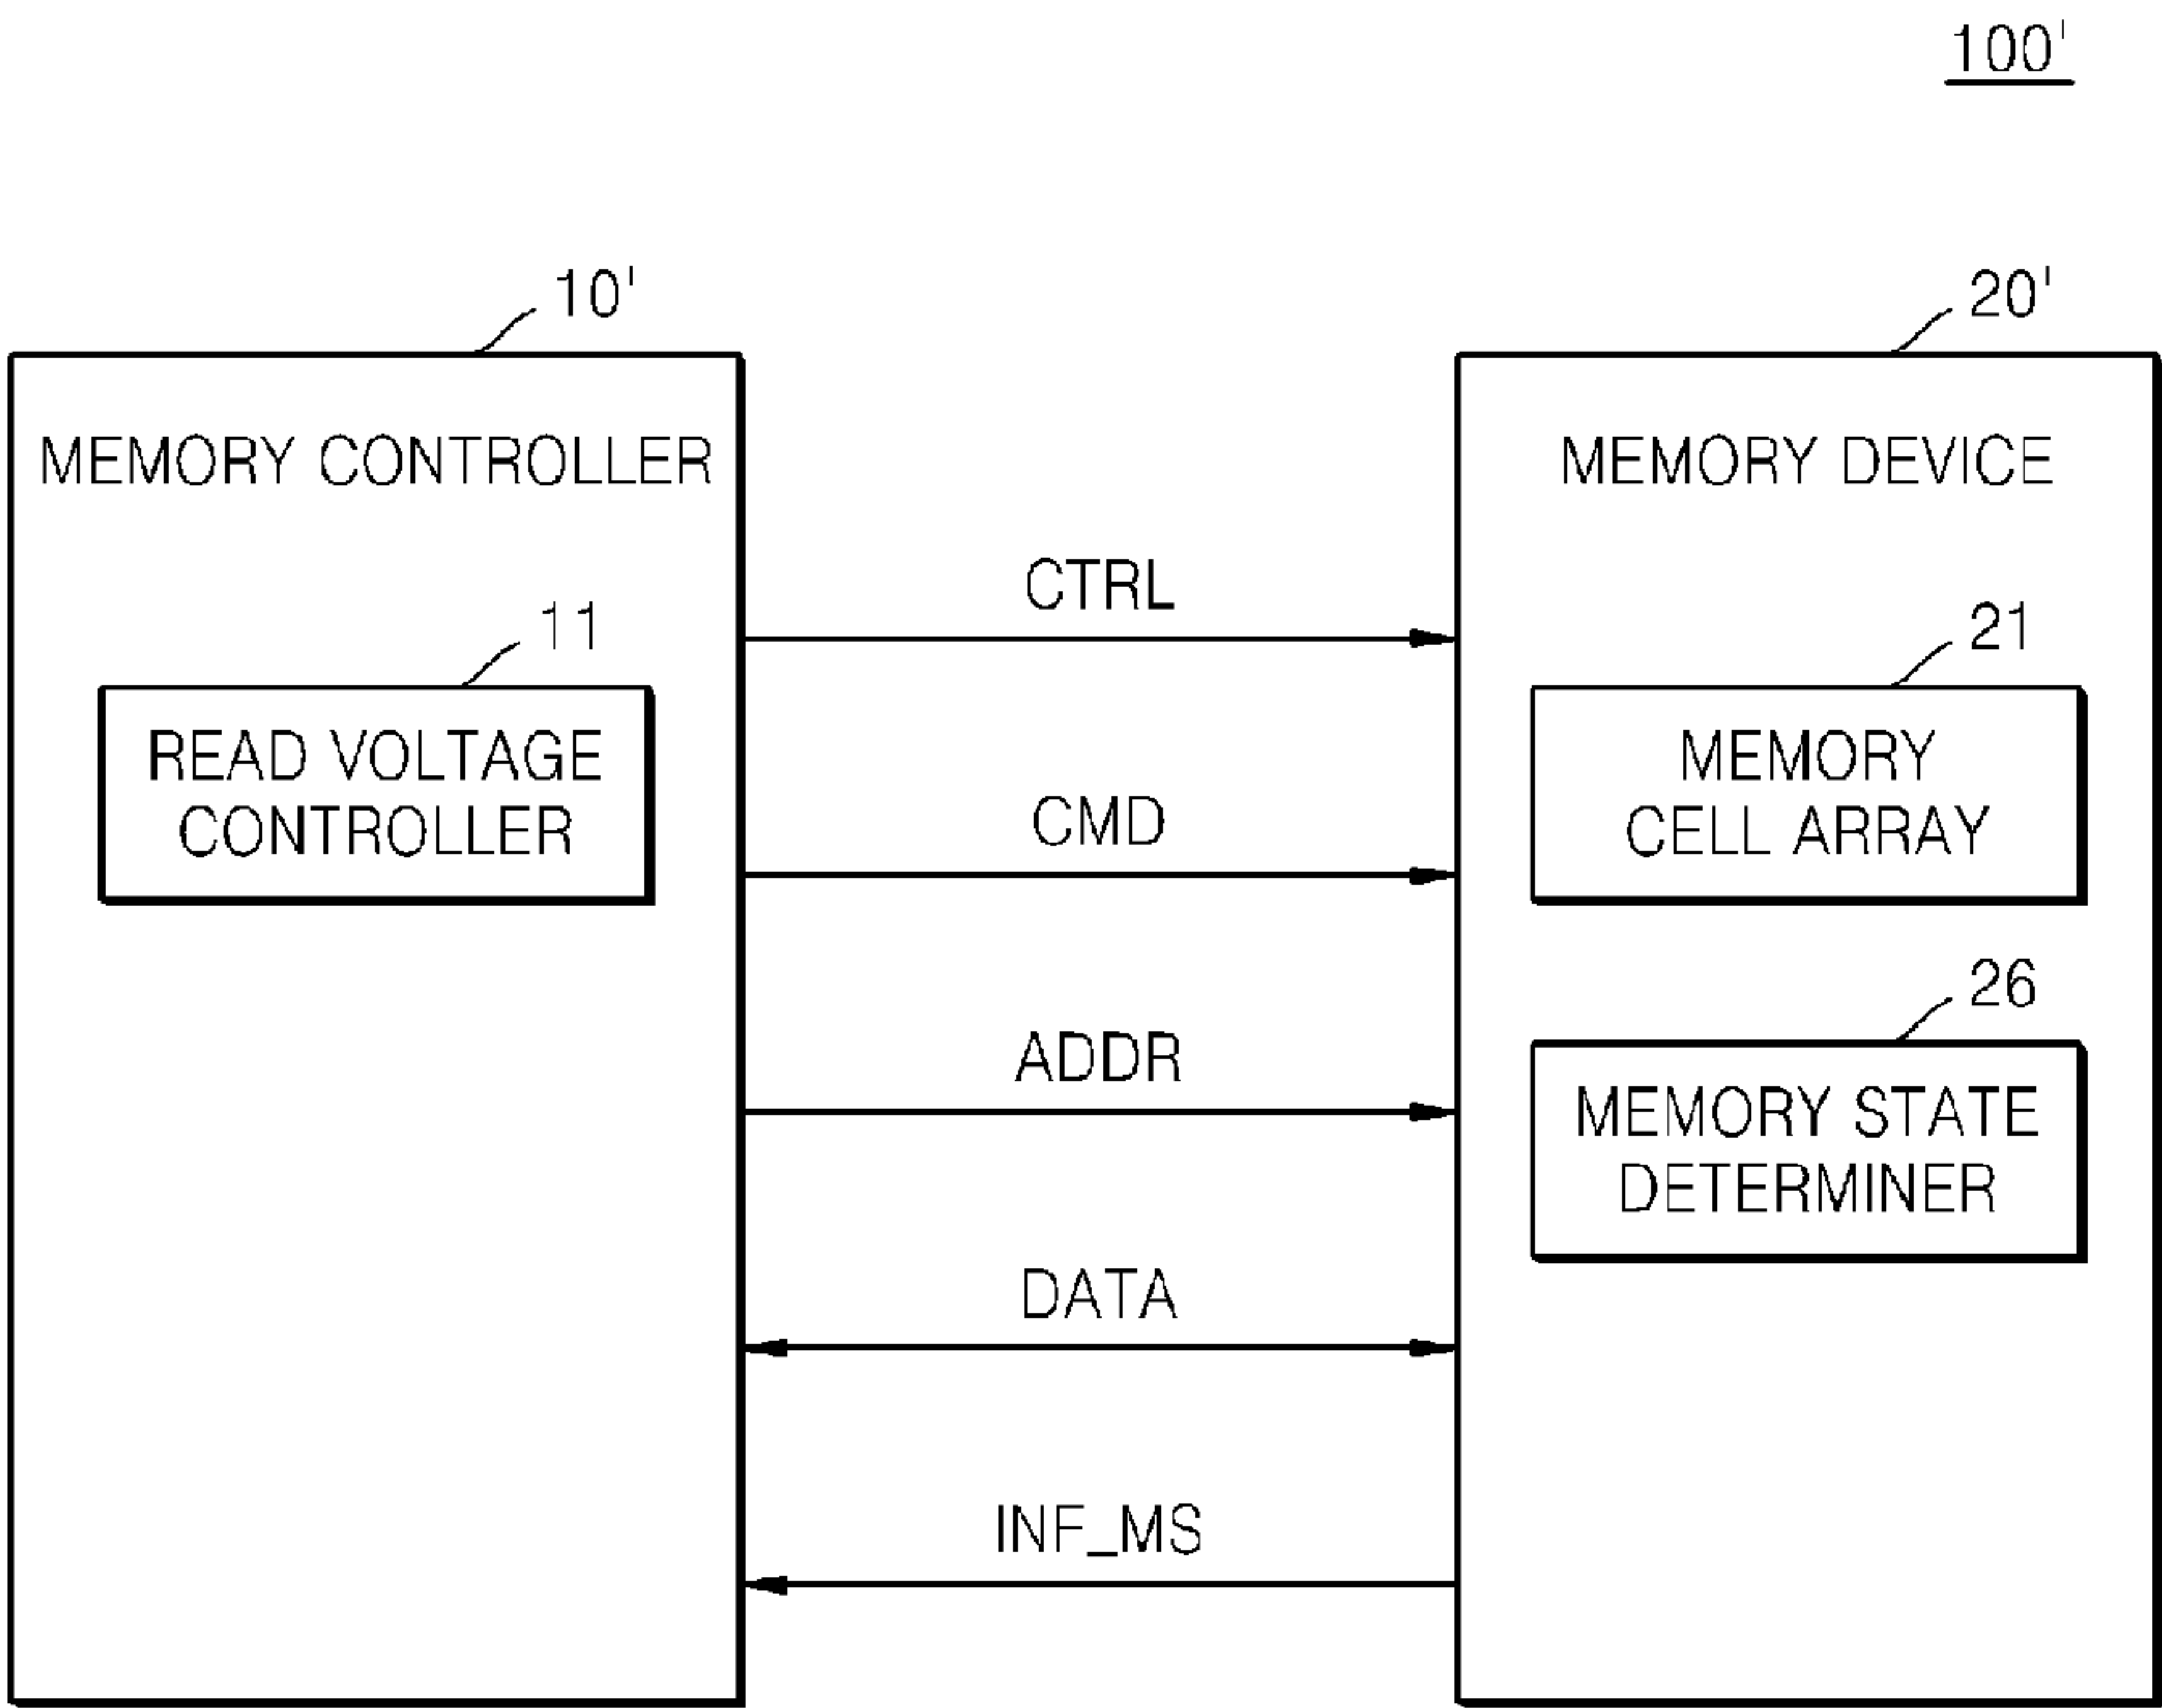 100'
10'
20'
MEMORY CONTROLLER
MEMORY DEVICE
CTRL
11
21
READ VOLTAGE
CONTROLLER
MEMORY
CELL ARRAY
CMD
26
ADDR
MEMORY STATE
DETERMINER
DATA
INF_MS